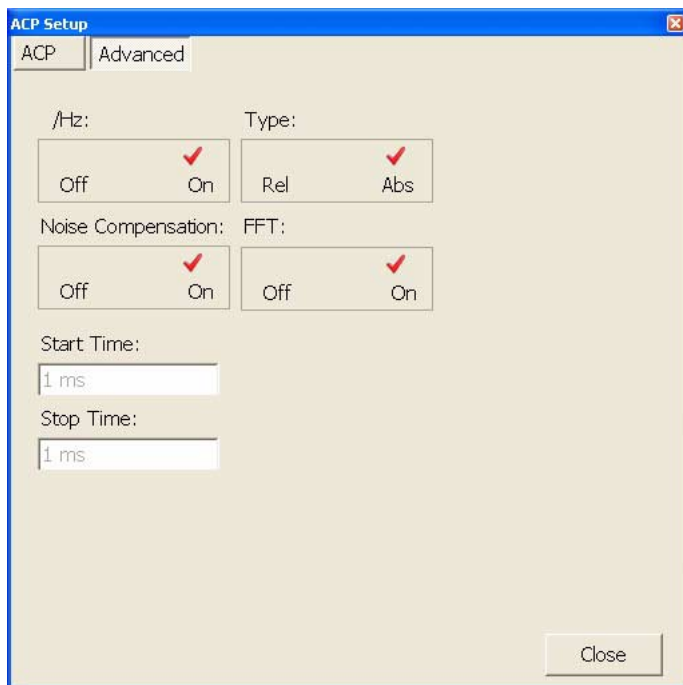 ACP Setup
ACP Advanced
/Hz: Type:
Off On Rel Abs
Noise Compensation: FFT:
Off On Off On
Start Time:
1 ms
Stop Time:
1 ms
Close